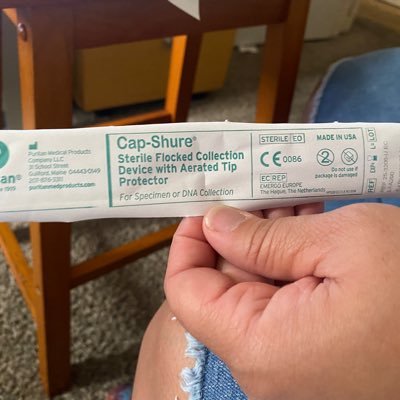 Puritan Medical Products
Company LLC
31 School Street
Guilford, Maine 04443-0149
207-876-3311
puritanmedproducts.com
Cap-Shure®
Sterile Flocked Collection
Device with Aerated Tip
Protector
For Specimen or DNA Collection
STERILE EO
CE 0086
EC REP
EMERGO EUROPE
The Hague, The Netherlands
MADE IN USA
2
Do not use if
package is damaged
LOT
REF